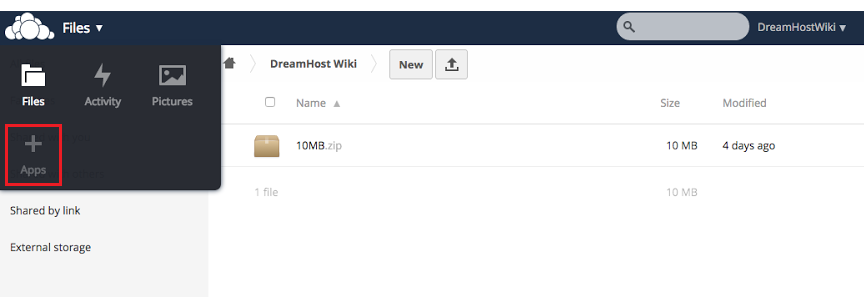 Files ▼
DreamHostWiki ▼
Files
Activity
Pictures
Apps
Shared by link
External storage
DreamHost Wiki
New
Name ▲
Size
Modified
10MB.zip
10 MB
4 days ago
1 file
10 MB